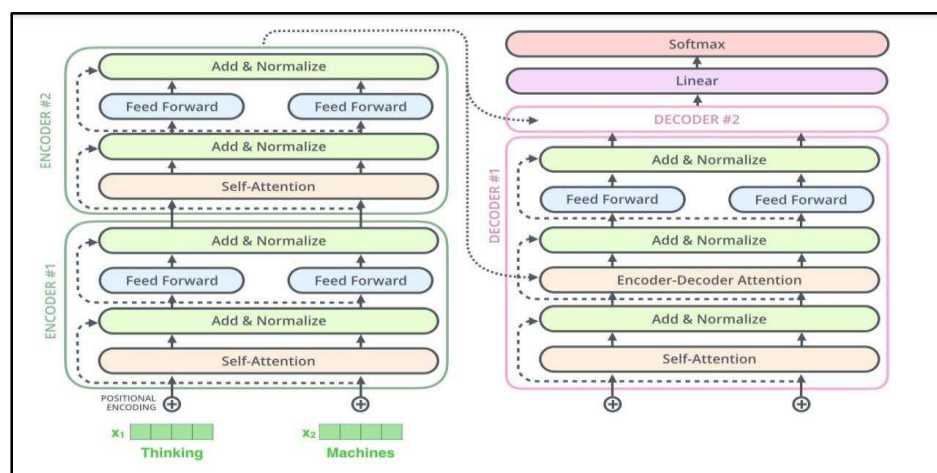 ENCODER #2
Add & Normalize
Feed Forward
Feed Forward
Add & Normalize
Self-Attention
ENCODER #1
Add & Normalize
Feed Forward
Feed Forward
Add & Normalize
Self-Attention
POSITIONAL
ENCODING
x₁
x₂
Thinking
Machines
Softmax
Linear
DECODER #2
DECODER #1
Add & Normalize
Feed Forward
Feed Forward
Add & Normalize
Encoder-Decoder Attention
Add & Normalize
Self-Attention